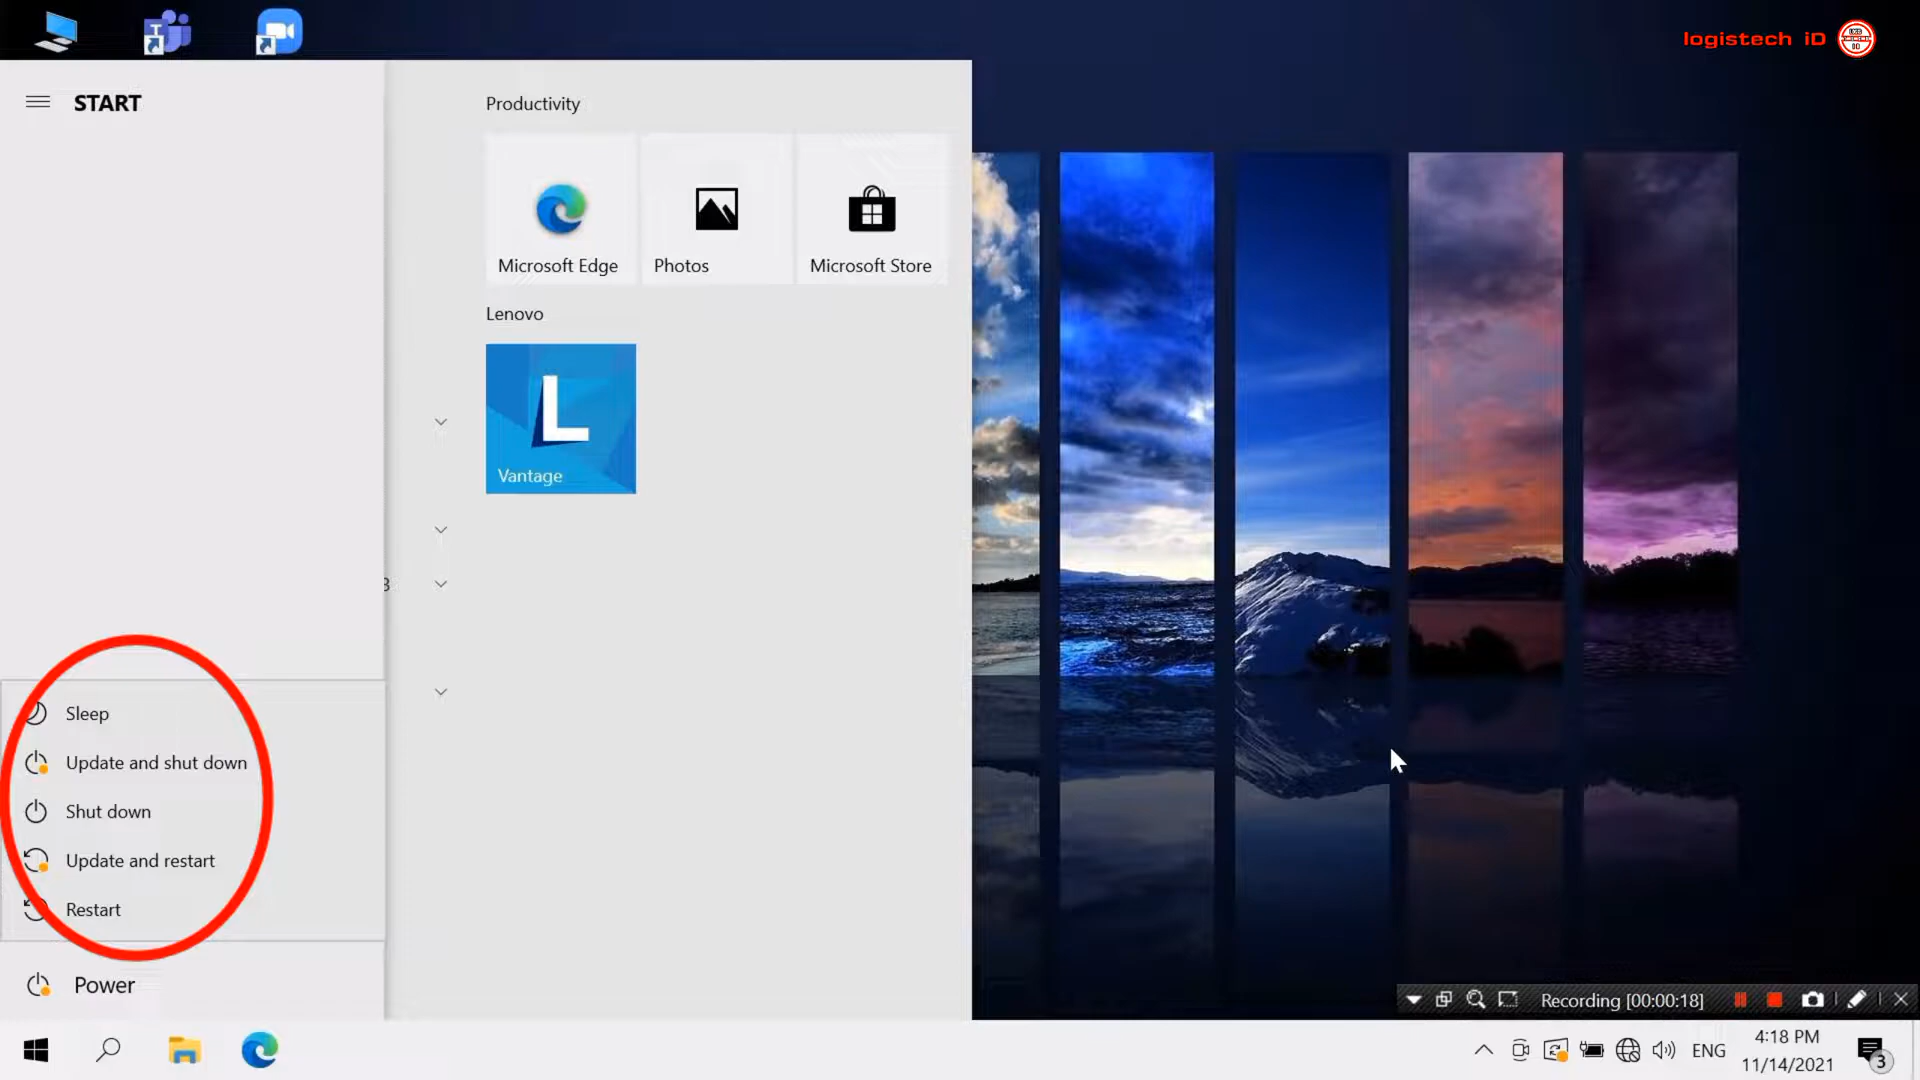 logistech iD
START
Productivity
Microsoft Edge
Photos
Microsoft Store
Lenovo
L
Vantage
Sleep
Update and shut down
Shut down
Update and restart
Restart
Power
Recording [00:00:18]
ENG
4:18 PM
11/14/2021
3